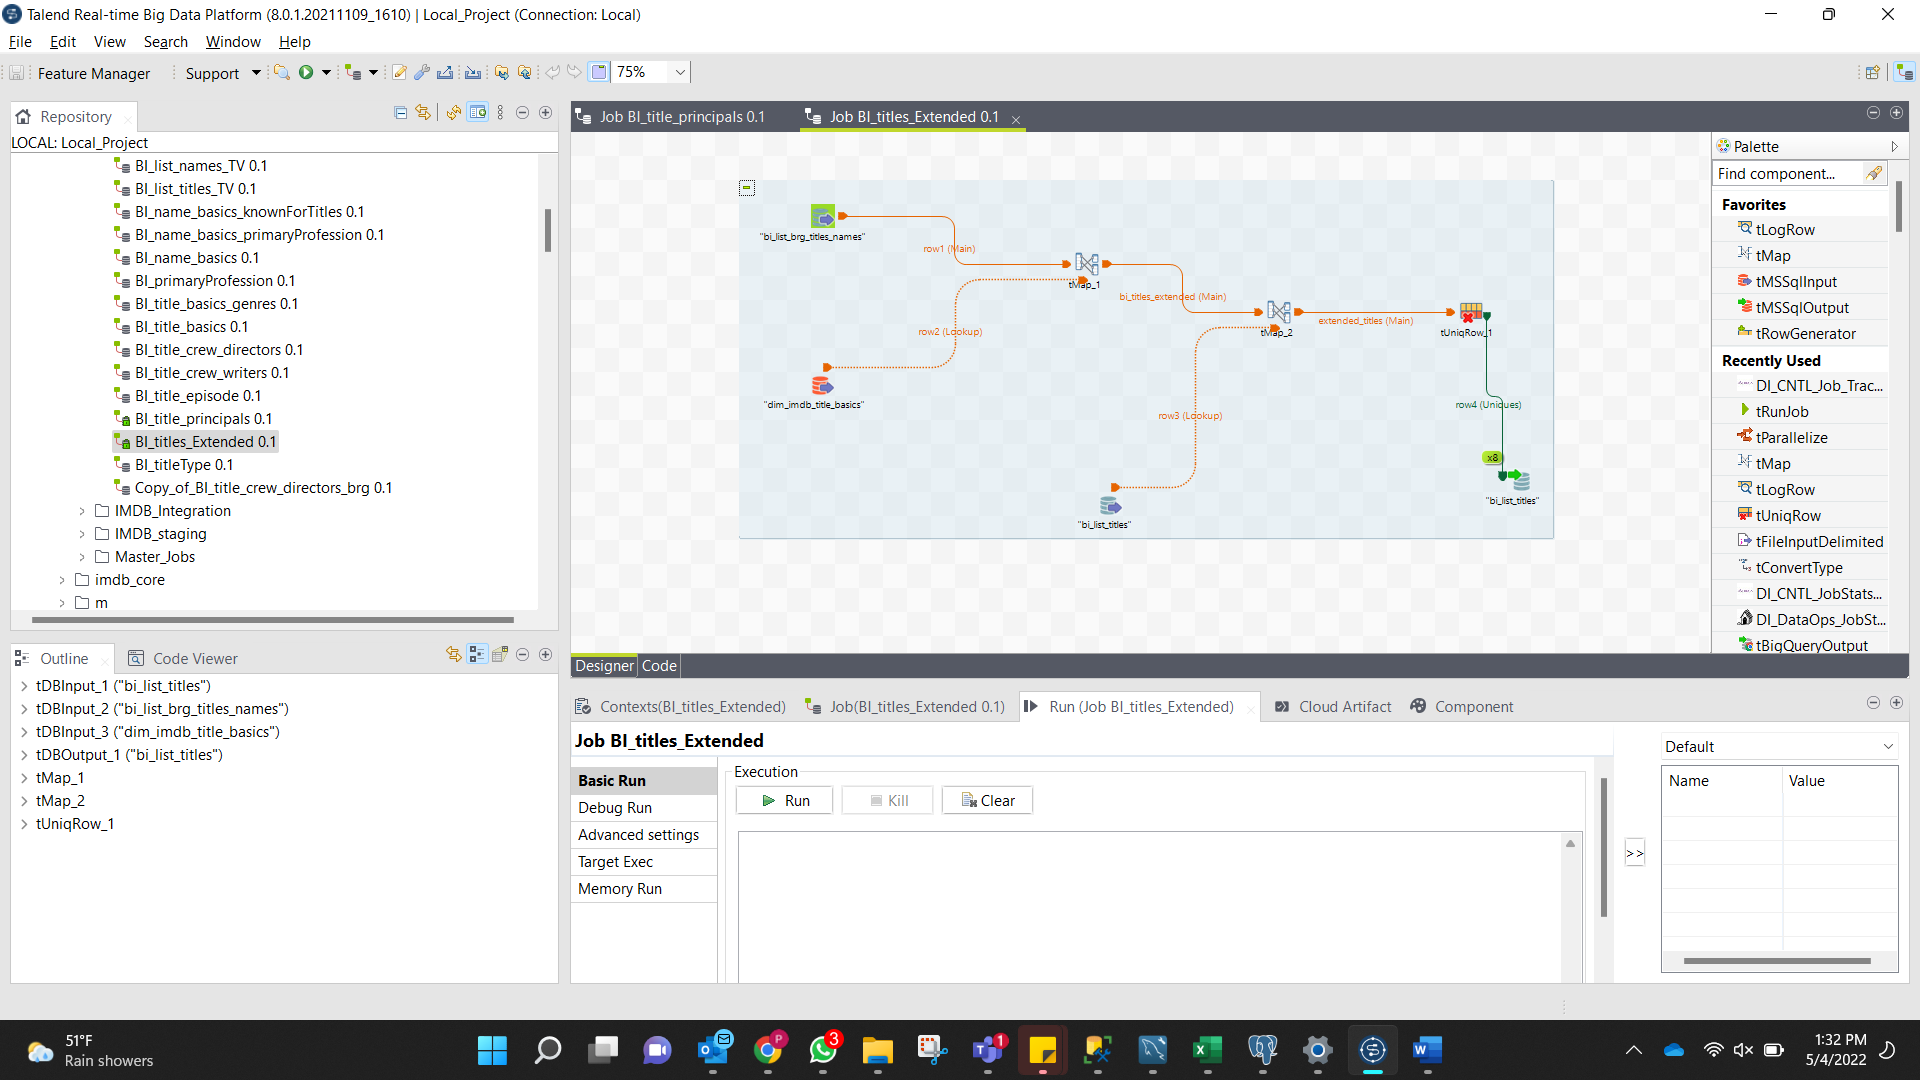 Talend Real-time Big Data Platform (8.0.1.20211109_1610) | Local_Project (Connection: Local)
File Edit View Search Window Help
Feature Manager Support 75%
Repository
LOCAL: Local_Project
BI_list_names_TV 0.1
BI_list_titles_TV 0.1
BI_name_basics_knownForTitles 0.1
BI_name_basics_primaryProfession 0.1
BI_name_basics 0.1
BI_primaryProfession 0.1
BI_title_basics_genres 0.1
BI_title_basics 0.1
BI_title_crew_directors 0.1
BI_title_crew_writers 0.1
BI_title_episode 0.1
BI_title_principals 0.1
BI_titles_Extended 0.1
BI_titleType 0.1
Copy_of_BI_title_crew_directors_brg 0.1
IMDB_Integration
IMDB_staging
Master_Jobs
imdb_core
m
Outline Code Viewer
tDBInput_1 ("bi_list_titles")
tDBInput_2 ("bi_list_brg_titles_names")
tDBInput_3 ("dim_imdb_title_basics")
tDBOutput_1 ("bi_list_titles")
tMap_1
tMap_2
tUniqRow_1
Job BI_title_principals 0.1 Job BI_titles_Extended 0.1
"bi_list_brg_titles_names"
row1 (Main)
tMap_1
bi_titles_extended (Main)
row2 (Lookup)
extended_titles (Main)
tMap_2
tUniqRow_1
"dim_imdb_title_basics"
row4 (Uniques)
row3 (Lookup)
x8
"bi_list_titles"
"bi_list_titles"
Designer Code
Palette
Find component...
Favorites
tLogRow
tMap
tMSSqlInput
tMSSqlOutput
tRowGenerator
Recently Used
DI_CNTL_Job_Trac...
tRunJob
tParallelize
tMap
tLogRow
tUniqRow
tFileInputDelimited
tConvertType
DI_CNTL_JobStats...
DI_DataOps_JobSt...
tBigQueryOutput
Contexts(BI_titles_Extended) Job(BI_titles_Extended 0.1) Run (Job BI_titles_Extended) Cloud Artifact Component
Job BI_titles_Extended
Basic Run
Debug Run
Advanced settings
Target Exec
Memory Run
Execution
Run Kill Clear
>>
Default
Name Value
51°F
Rain showers
P
3
1
1:32 PM
5/4/2022